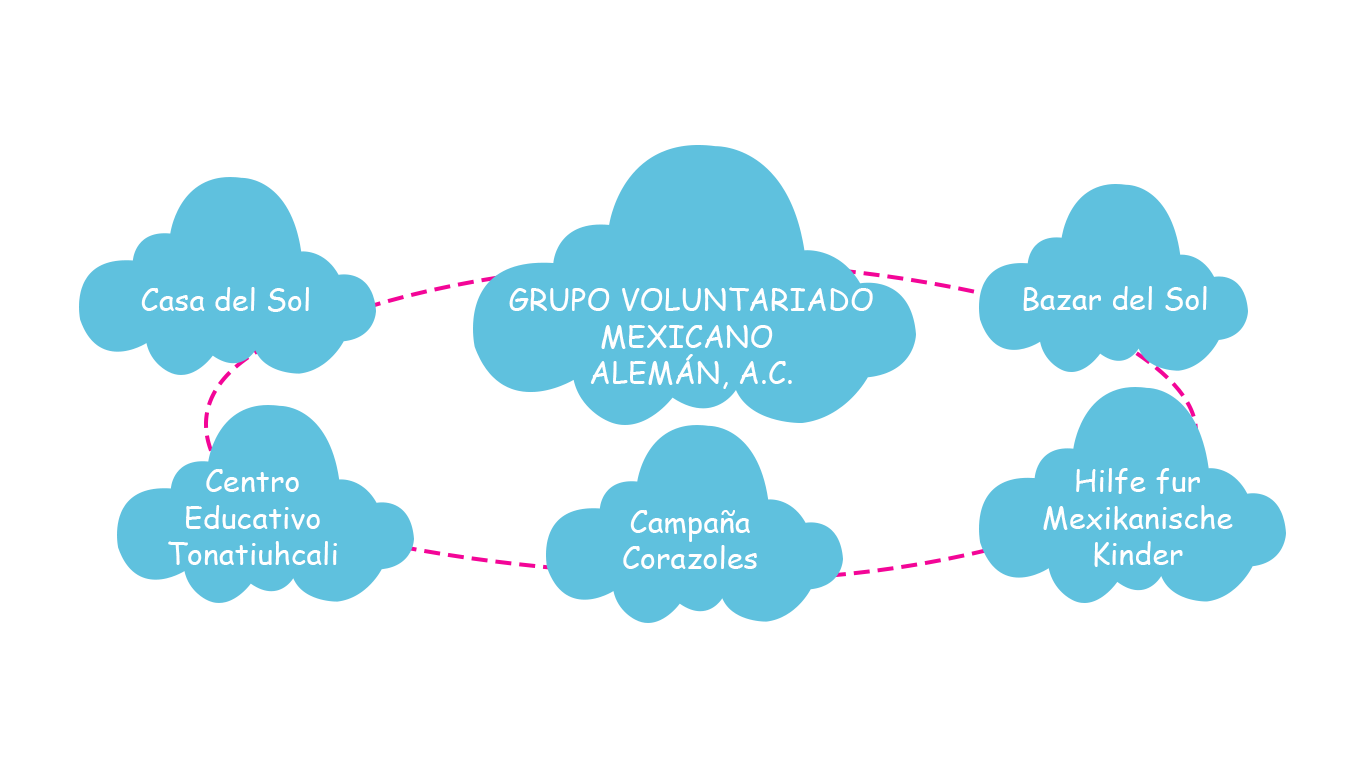 Casa del Sol
GRUPO VOLUNTARIADO
MEXICANO
ALEMÁN, A.C.
Bazar del Sol
Centro
Educativo
Tonatiuhcali
Campaña
Corazoles
Hilfe fur
Mexikanische
Kinder